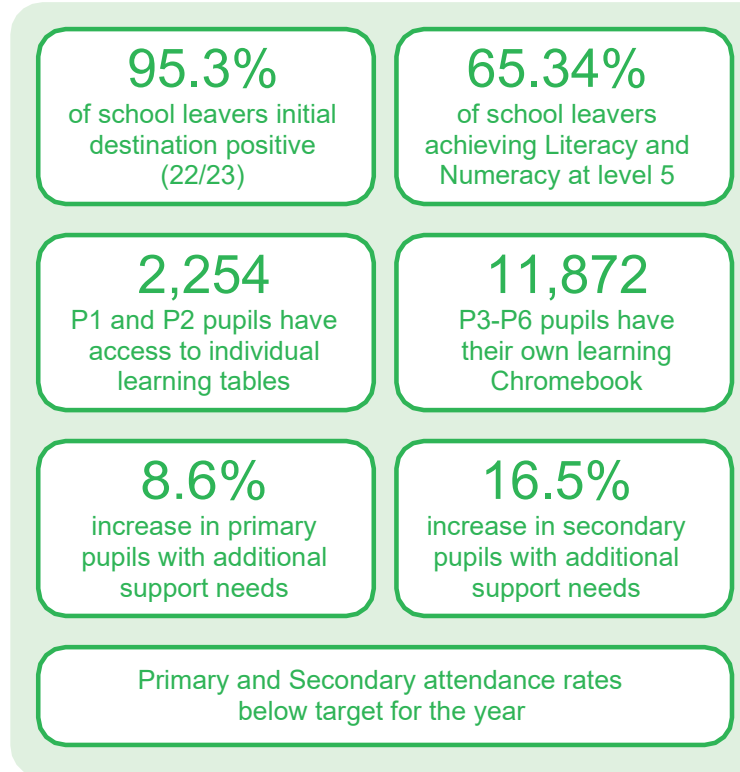 95.3%
of school leavers initial
destination positive
(22/23)
65.34%
of school leavers
achieving Literacy and
Numeracy at level 5
2,254
P1 and P2 pupils have
access to individual
learning tables
11,872
P3-P6 pupils have
their own learning
Chromebook
8.6%
increase in primary
pupils with additional
support needs
16.5%
increase in secondary
pupils with additional
support needs
Primary and Secondary attendance rates
below target for the year